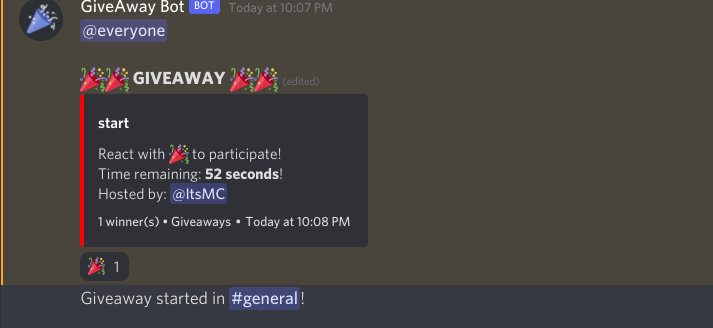 GiveAway Bot BOT Today at 10:07 PM
@everyone
🎉🎉 GIVEAWAY 🎉🎉 (edited)
start
React with 🎉 to participate!
Time remaining: 52 seconds!
Hosted by: @ItsMC
1 winner(s) • Giveaways • Today at 10:08 PM
🎉 1
Giveaway started in #general!